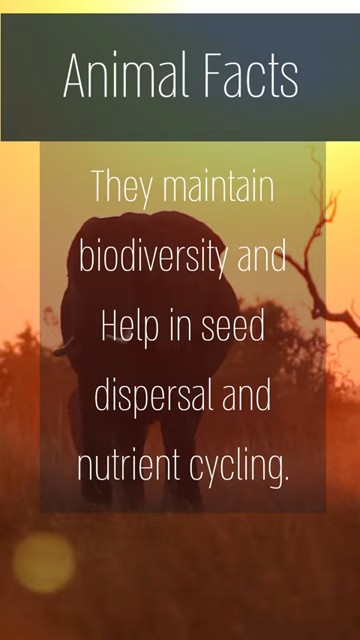 Animal Facts
They maintain
biodiversity and
Help in seed
dispersal and
nutrient cycling.